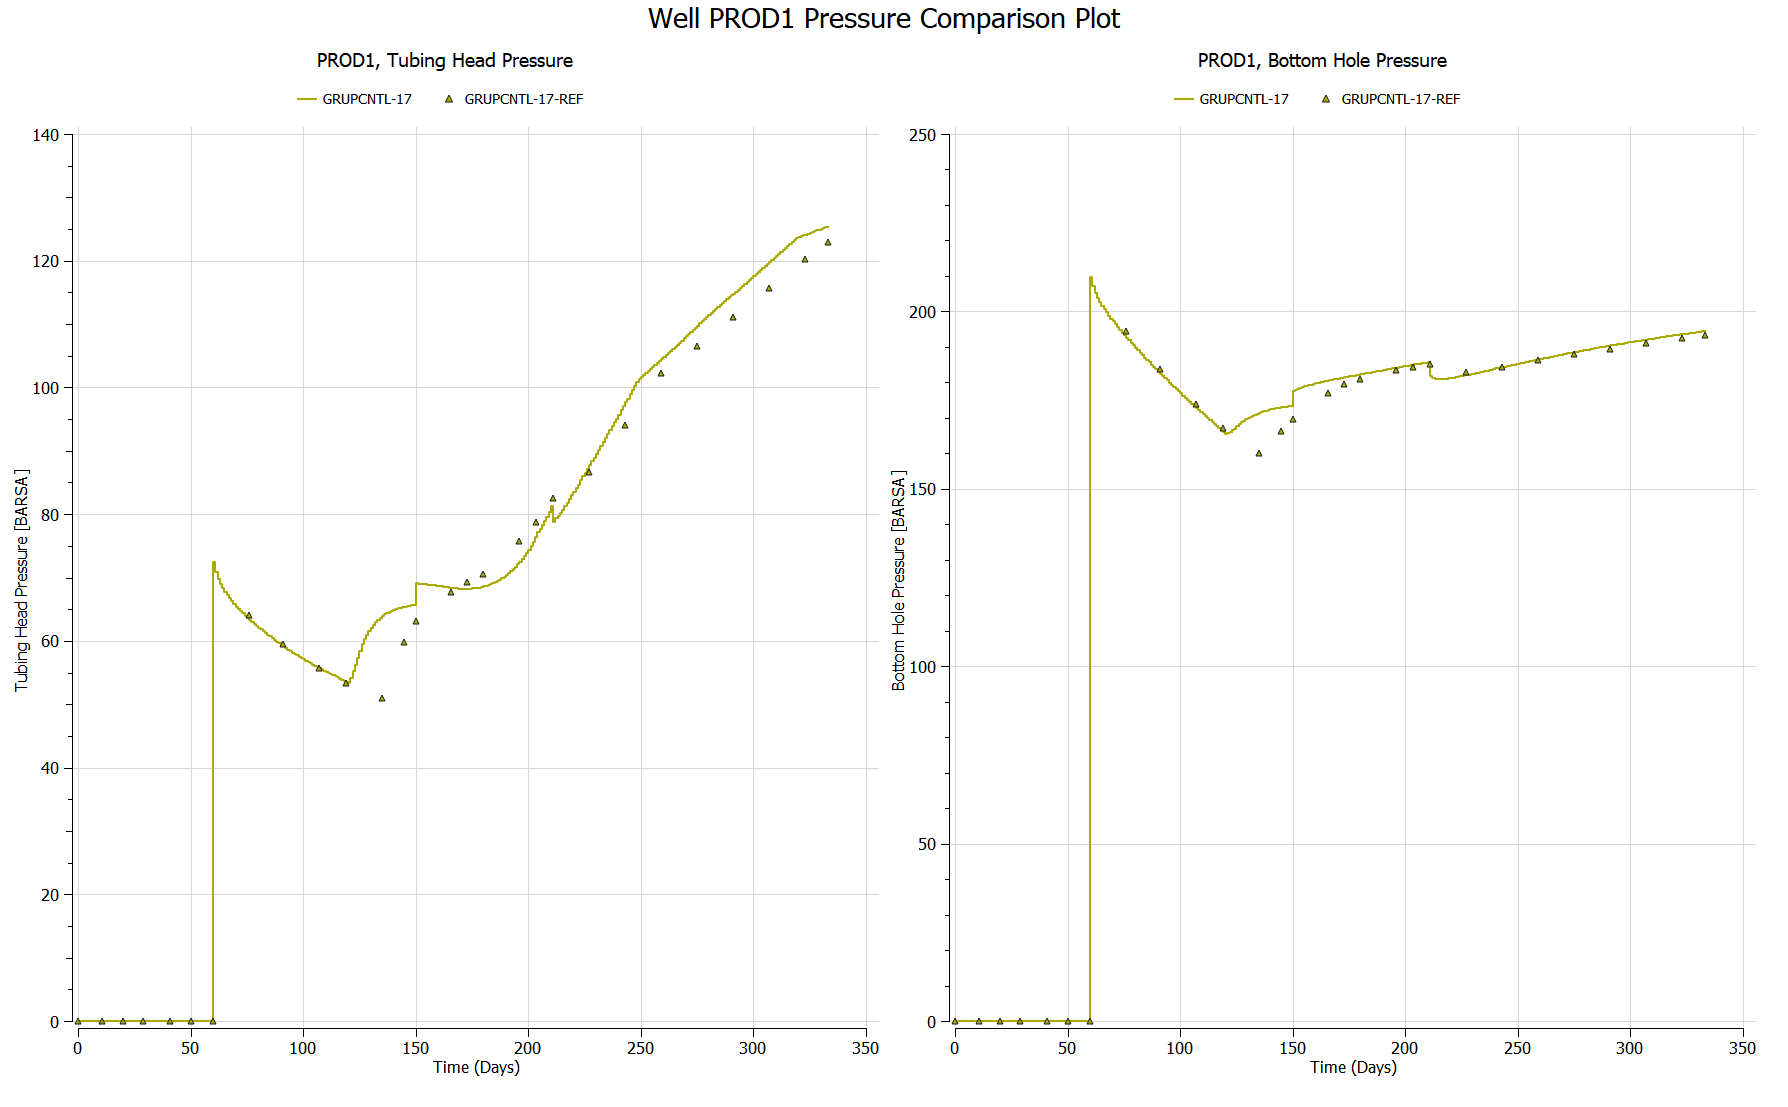 Well PROD1 Pressure Comparison Plot
PROD1, Tubing Head Pressure
GRUPCNTL-17 GRUPCNTL-17-REF
140
120
100
80
60
40
20
0
Tubing Head Pressure [BARSA]
0 50 100 150 200 250 300 350
Time (Days)
PROD1, Bottom Hole Pressure
GRUPCNTL-17 GRUPCNTL-17-REF
250
200
150
100
50
0
Bottom Hole Pressure [BARSA]
0 50 100 150 200 250 300 350
Time (Days)